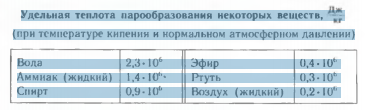 Удельная теплота парообразования некоторых веществ, Дж/кг
(при температуре кипения и нормальном атмосферном давлении)
Вода 2,3·10⁶ Эфир 0,4·10⁶
Аммиак (жидкий) 1,4·10⁶ Ртуть 0,3·10⁶
Спирт 0,9·10⁶ Воздух (жидкий) 0,2·10⁶